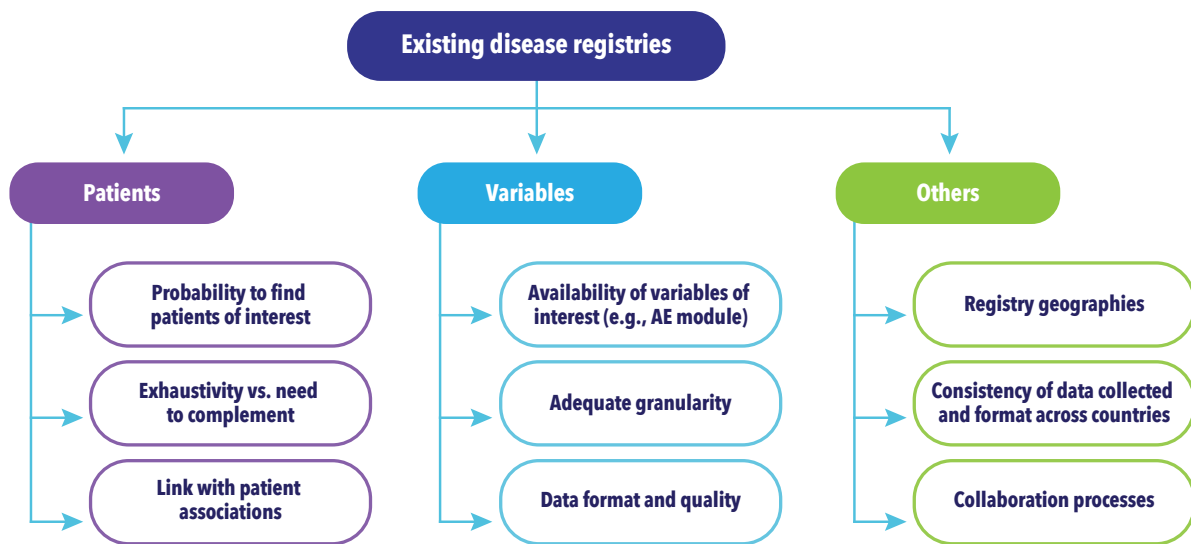 Existing disease registries
Patients
Probability to find
patients of interest
Exhaustivity vs. need
to complement
Link with patient
associations
Variables
Availability of variables of
interest (e.g., AE module)
Adequate granularity
Data format and quality
Others
Registry geographies
Consistency of data collected
and format across countries
Collaboration processes